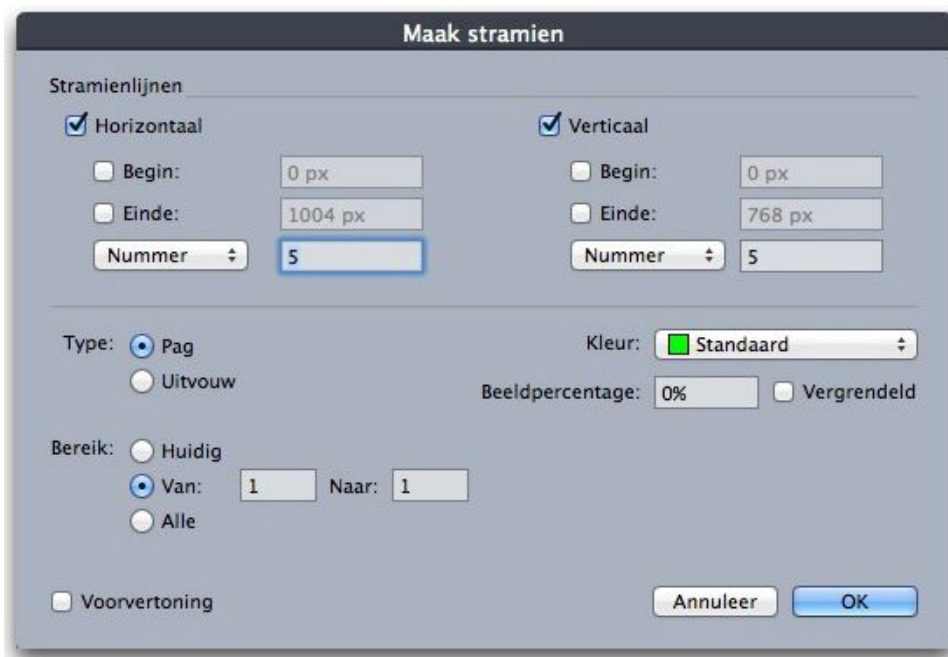 Maak stramien
Stramienlijnen
Horizontaal
Verticaal
Begin: 0 px
Begin: 0 px
Einde: 1004 px
Einde: 768 px
Nummer 5
Nummer 5
Type: Pag
Kleur: Standaard
Uitvouw
Beeldpercentage: 0% Vergrendeld
Bereik: Huidig
Van: 1 Naar: 1
Alle
Voorvertoning
Annuleer OK